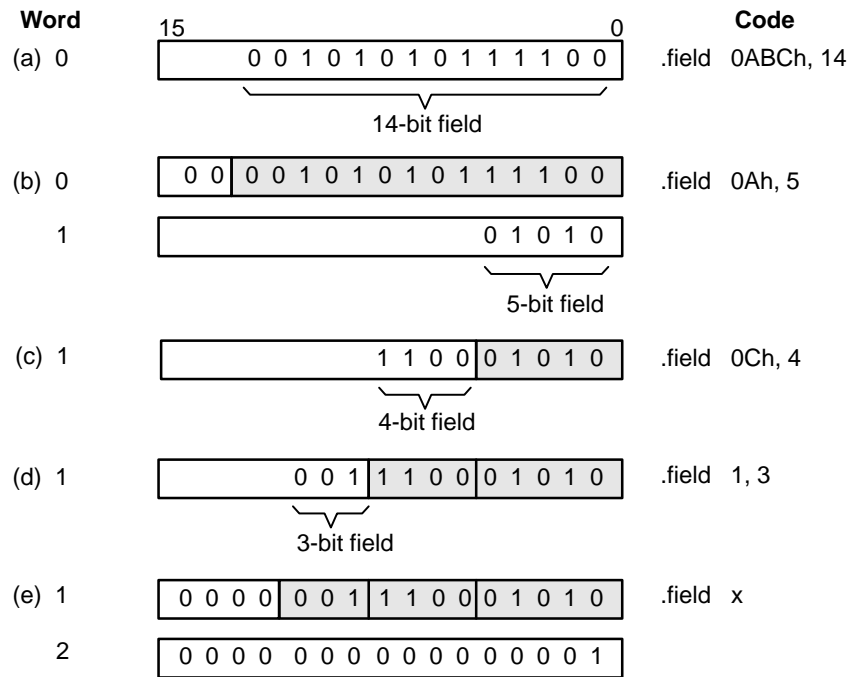 Word Code
15 0
(a) 0 0 0 1 0 1 0 1 0 1 1 1 1 0 0 .field 0ABCh, 14
14-bit field
(b) 0 0 0 0 0 1 0 1 0 1 0 1 1 1 1 0 0 .field 0Ah, 5
1 0 1 0 1 0
5-bit field
(c) 1 1 1 0 0 0 1 0 1 0 .field 0Ch, 4
4-bit field
(d) 1 0 0 1 1 1 0 0 0 1 0 1 0 .field 1, 3
3-bit field
(e) 1 0 0 0 0 0 0 1 1 1 0 0 0 1 0 1 0 .field x
2 0 0 0 0 0 0 0 0 0 0 0 0 0 0 0 1